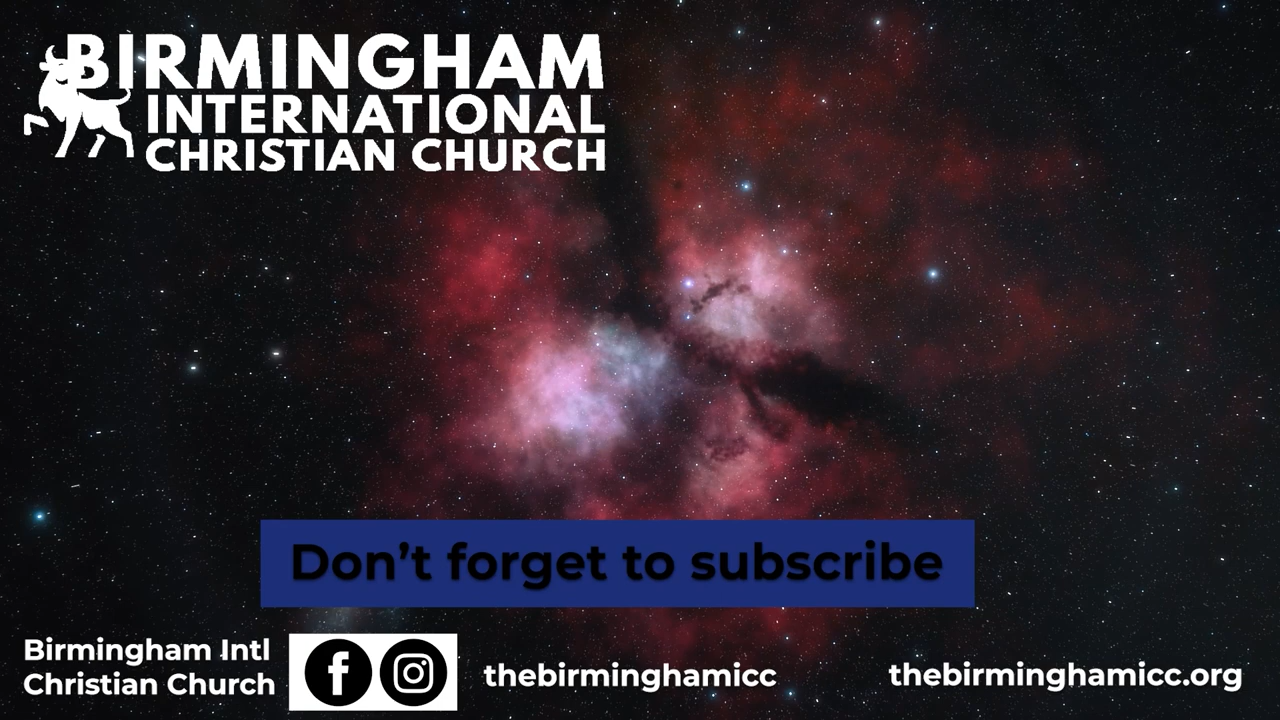 BIRMINGHAM
INTERNATIONAL
CHRISTIAN CHURCH
Don't forget to subscribe
Birmingham Intl
Christian Church
thebirminghamicc
thebirminghamicc.org